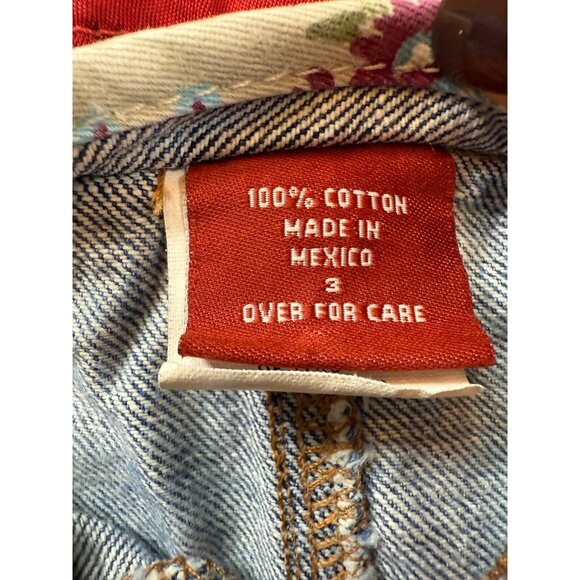 100% COTTON
MADE IN
MEXICO
3
OVER FOR CARE